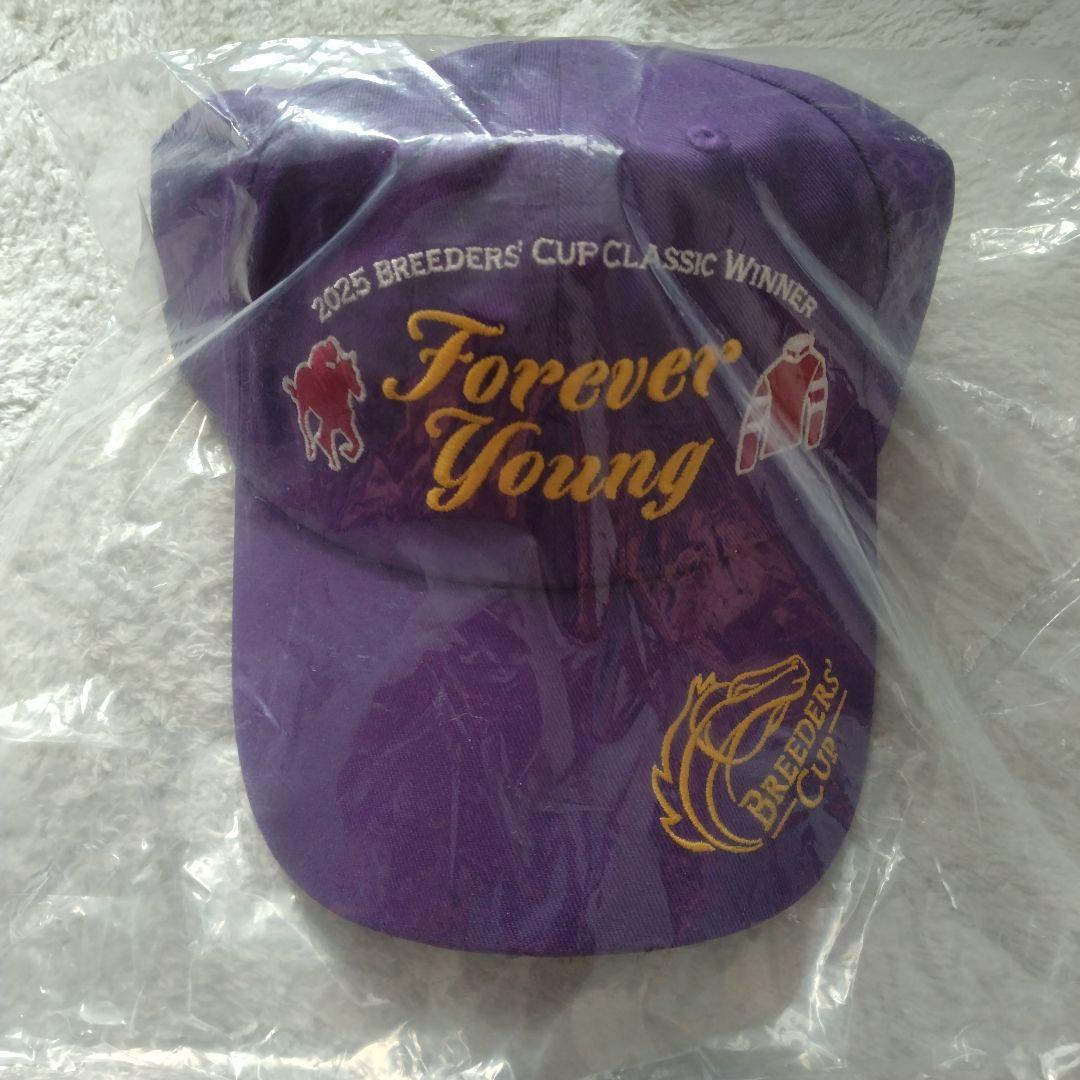 2025 BREEDERS' CUP CLASSIC WINNER
Forever
Young
BREEDERS'
CUP